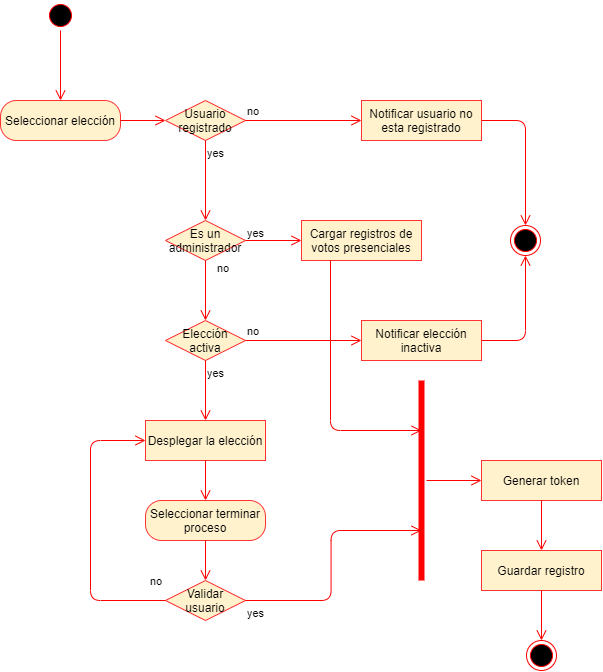 Seleccionar elección
Usuario
registrado
no
Notificar usuario no
esta registrado
yes
Es un
administrador
yes
Cargar registros de
votos presenciales
no
Elección
activa
no
Notificar elección
inactiva
yes
Desplegar la elección
Generar token
Seleccionar terminar
proceso
Guardar registro
no
Validar
usuario
yes